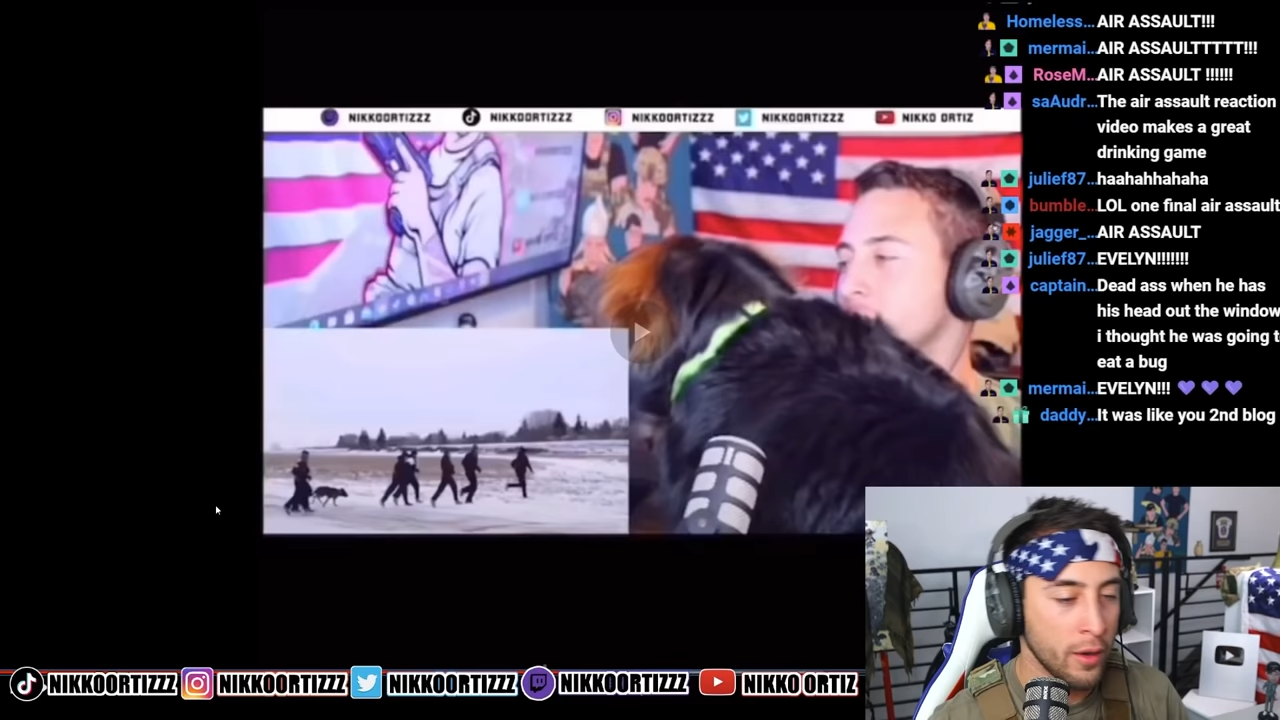 Homeless… AIR ASSAULT!!!
mermai… AIR ASSAULTTTTT!!!
RoseM… AIR ASSAULT !!!!!!
saAudr… The air assault reaction
video makes a great
drinking game
julief87… haahahhahaha
bumble… LOL one final air assault
jagger_… AIR ASSAULT
julief87… EVELYN!!!!!!!
captain… Dead ass when he has
his head out the window
i thought he was going t
eat a bug
mermai… EVELYN!!! 💜 💜 💜
daddy… It was like you 2nd blog
NIKKOORTIZZZ NIKKOORTIZZZ NIKKOORTIZZZ NIKKOORTIZZZ NIKKO ORTIZ
NIKKOORTIZZZ NIKKOORTIZZZ NIKKOORTIZZZ NIKKOORTIZZZ NIKKO ORTIZ